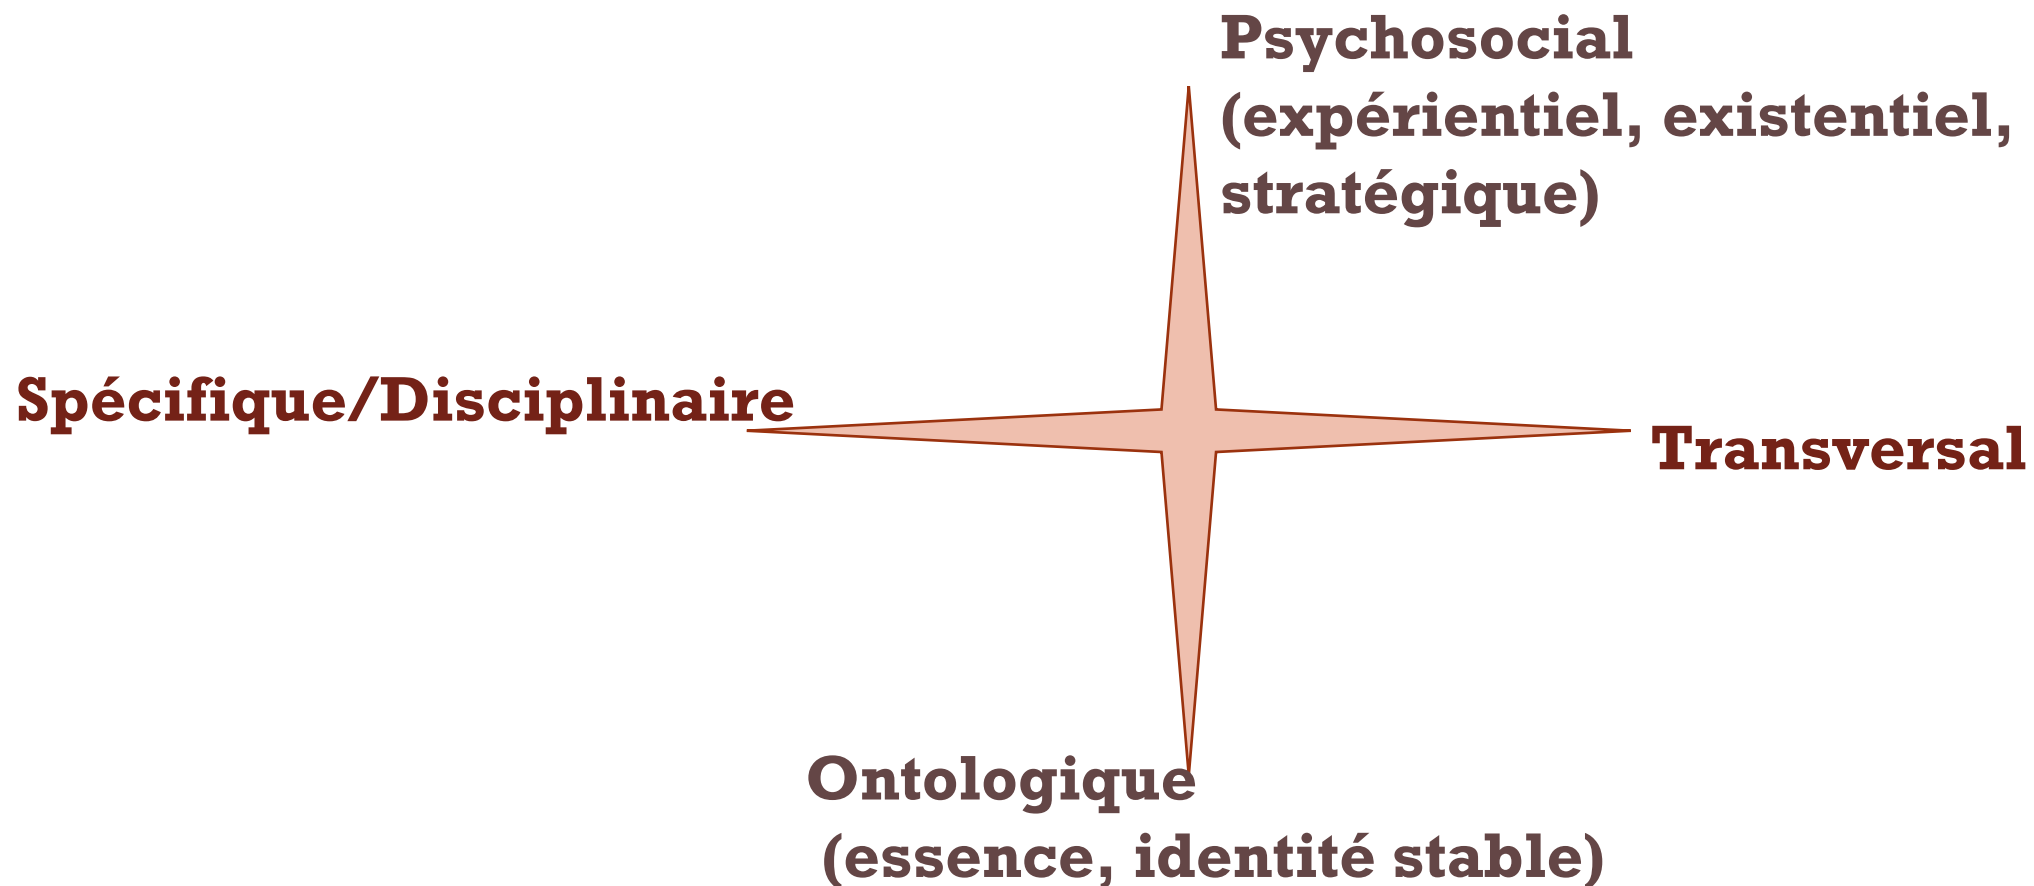 Psychosocial
(expérientiel, existentiel,
stratégique)
Spécifique/Disciplinaire
Transversal
Ontologique
(essence, identité stable)